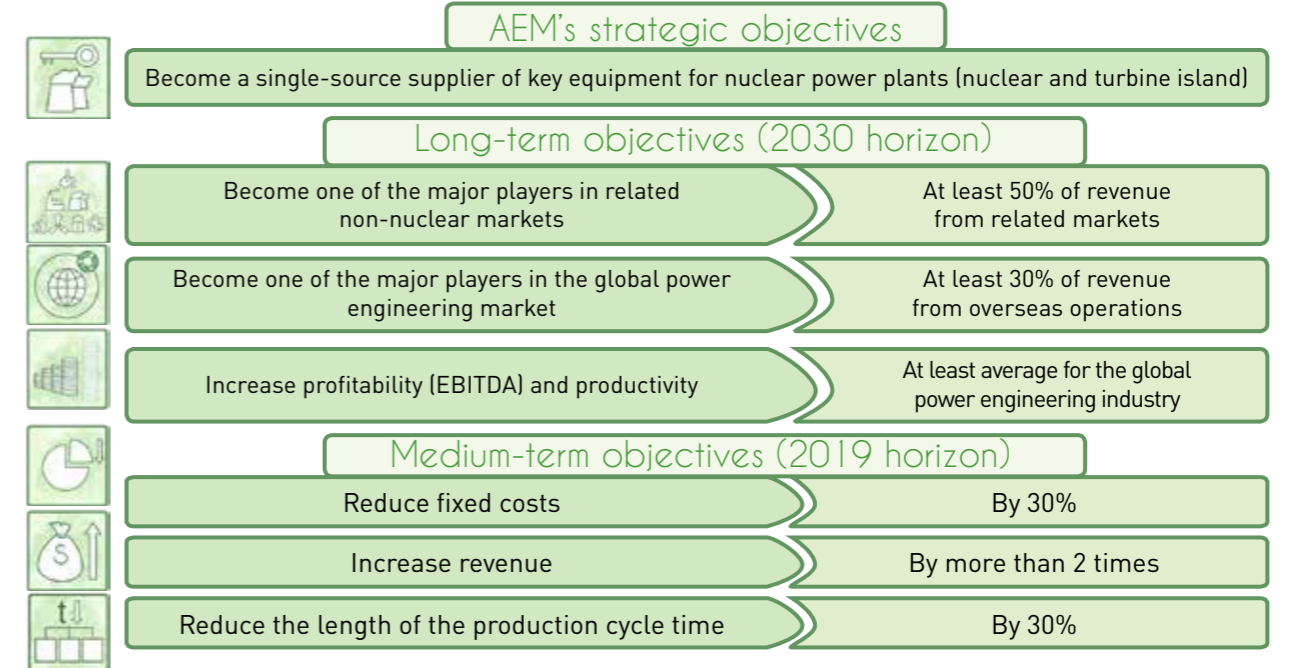 AEM's strategic objectives
Become a single-source supplier of key equipment for nuclear power plants (nuclear and turbine island)
Long-term objectives (2030 horizon)
Become one of the major players in related
non-nuclear markets
At least 50% of revenue
from related markets
Become one of the major players in the global power
engineering market
At least 30% of revenue
from overseas operations
Increase profitability (EBITDA) and productivity
At least average for the global
power engineering industry
Medium-term objectives (2019 horizon)
Reduce fixed costs
By 30%
S
Increase revenue
By more than 2 times
t
Reduce the length of the production cycle time
By 30%